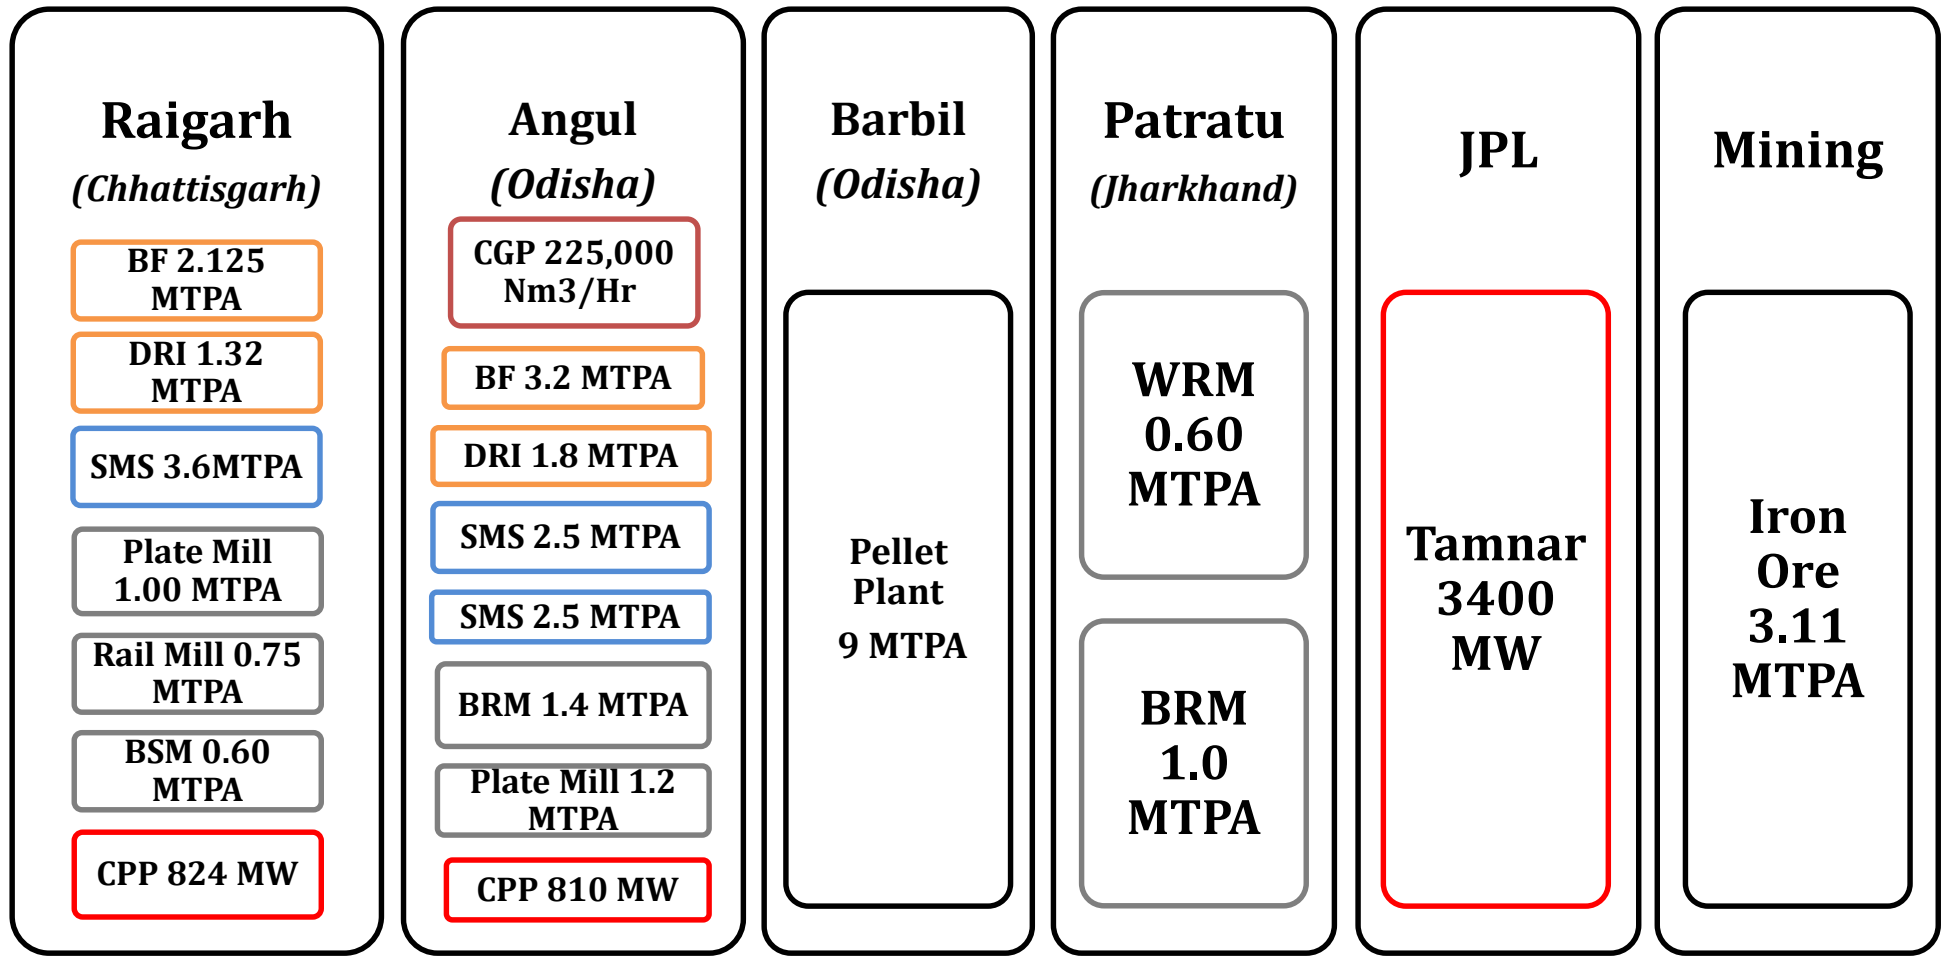 Raigarh
(Chhattisgarh)
BF 2.125
MTPA
DRI 1.32
MTPA
SMS 3.6MTPA
Plate Mill
1.00 MTPA
Rail Mill 0.75
MTPA
BSM 0.60
MTPA
CPP 824 MW
Angul
(Odisha)
CGP 225,000
Nm3/Hr
BF 3.2 MTPA
DRI 1.8 MTPA
SMS 2.5 MTPA
SMS 2.5 MTPA
BRM 1.4 MTPA
Plate Mill 1.2
MTPA
CPP 810 MW
Barbil
(Odisha)
Pellet
Plant
9 MTPA
Patratu
(Jharkhand)
WRM
0.60
MTPA
BRM
1.0
MTPA
JPL
Tamnar
3400
MW
Mining
Iron
Ore
3.11
MTPA